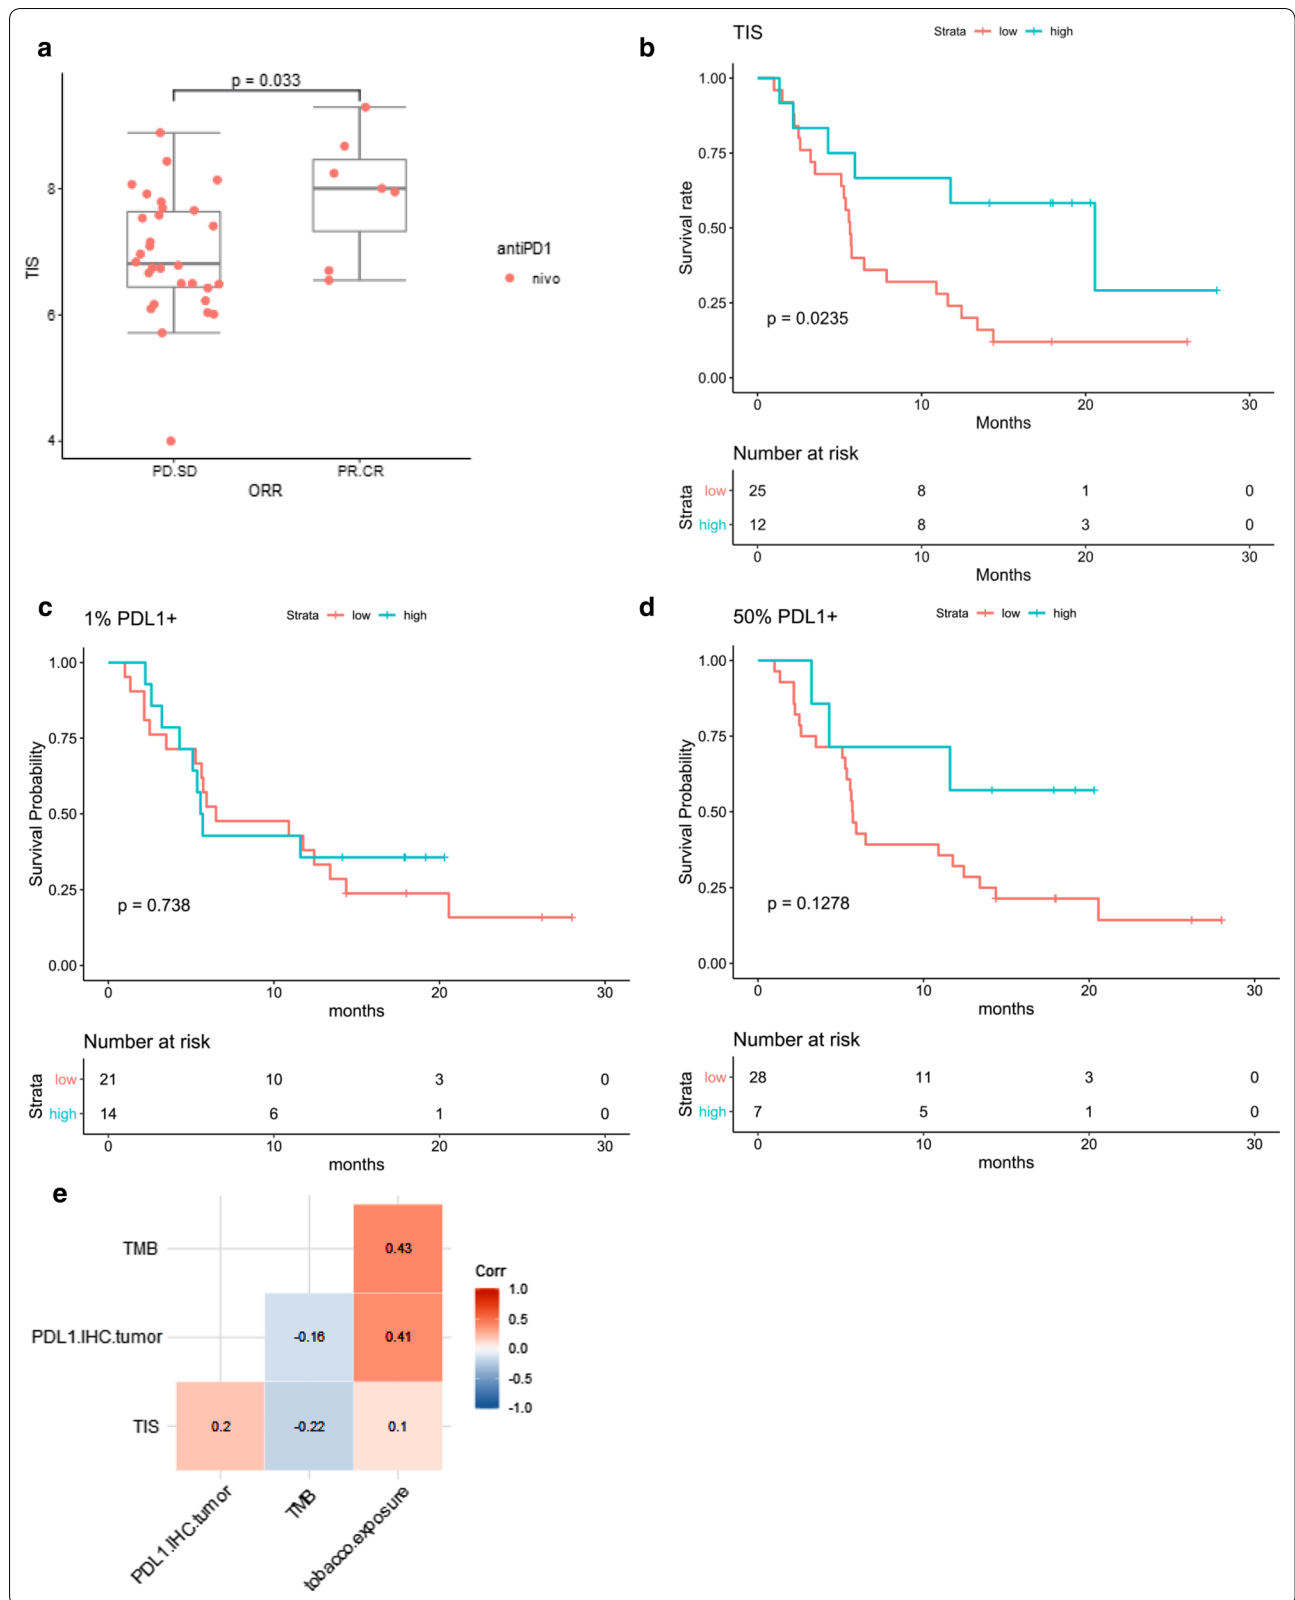 a
p = 0.033
8
6
4
TIS
PD.SD PR.CR
ORR
antiPD1
nivo
b
TIS
Strata low high
1.00
0.75
0.50
0.25
0.00
Survival rate
p = 0.0235
0 10 20 30
Months
Number at risk
Strata
low 25 8 1 0
high 12 8 3 0
0 10 20 30
Months
c
1% PDL1+
Strata low high
1.00
0.75
0.50
0.25
0.00
Survival Probability
p = 0.738
0 10 20 30
months
Number at risk
Strata
low 21 10 3 0
high 14 6 1 0
0 10 20 30
months
d
50% PDL1+
Strata low high
1.00
0.75
0.50
0.25
0.00
Survival Probability
p = 0.1278
0 10 20 30
months
Number at risk
Strata
low 28 11 3 0
high 7 5 1 0
0 10 20 30
months
e
TMB 0.43
PDL1.IHC.tumor -0.16 0.41
TIS 0.2 -0.22 0.1
PDL1.IHC.tumor TMB tobacco.exposure
Corr
1.0
0.5
0.0
-0.5
-1.0